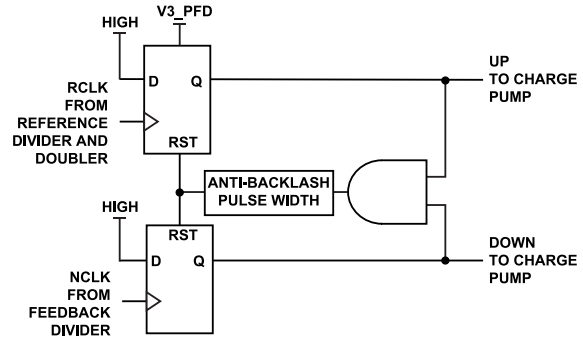 V3_PFD
HIGH
D
Q
RST
RCLK
FROM
REFERENCE
DIVIDER AND
DOUBLER
UP
TO CHARGE
PUMP
ANTI-BACKLASH
PULSE WIDTH
HIGH
RST
D
Q
NCLK
FROM
FEEDBACK
DIVIDER
DOWN
TO CHARGE
PUMP